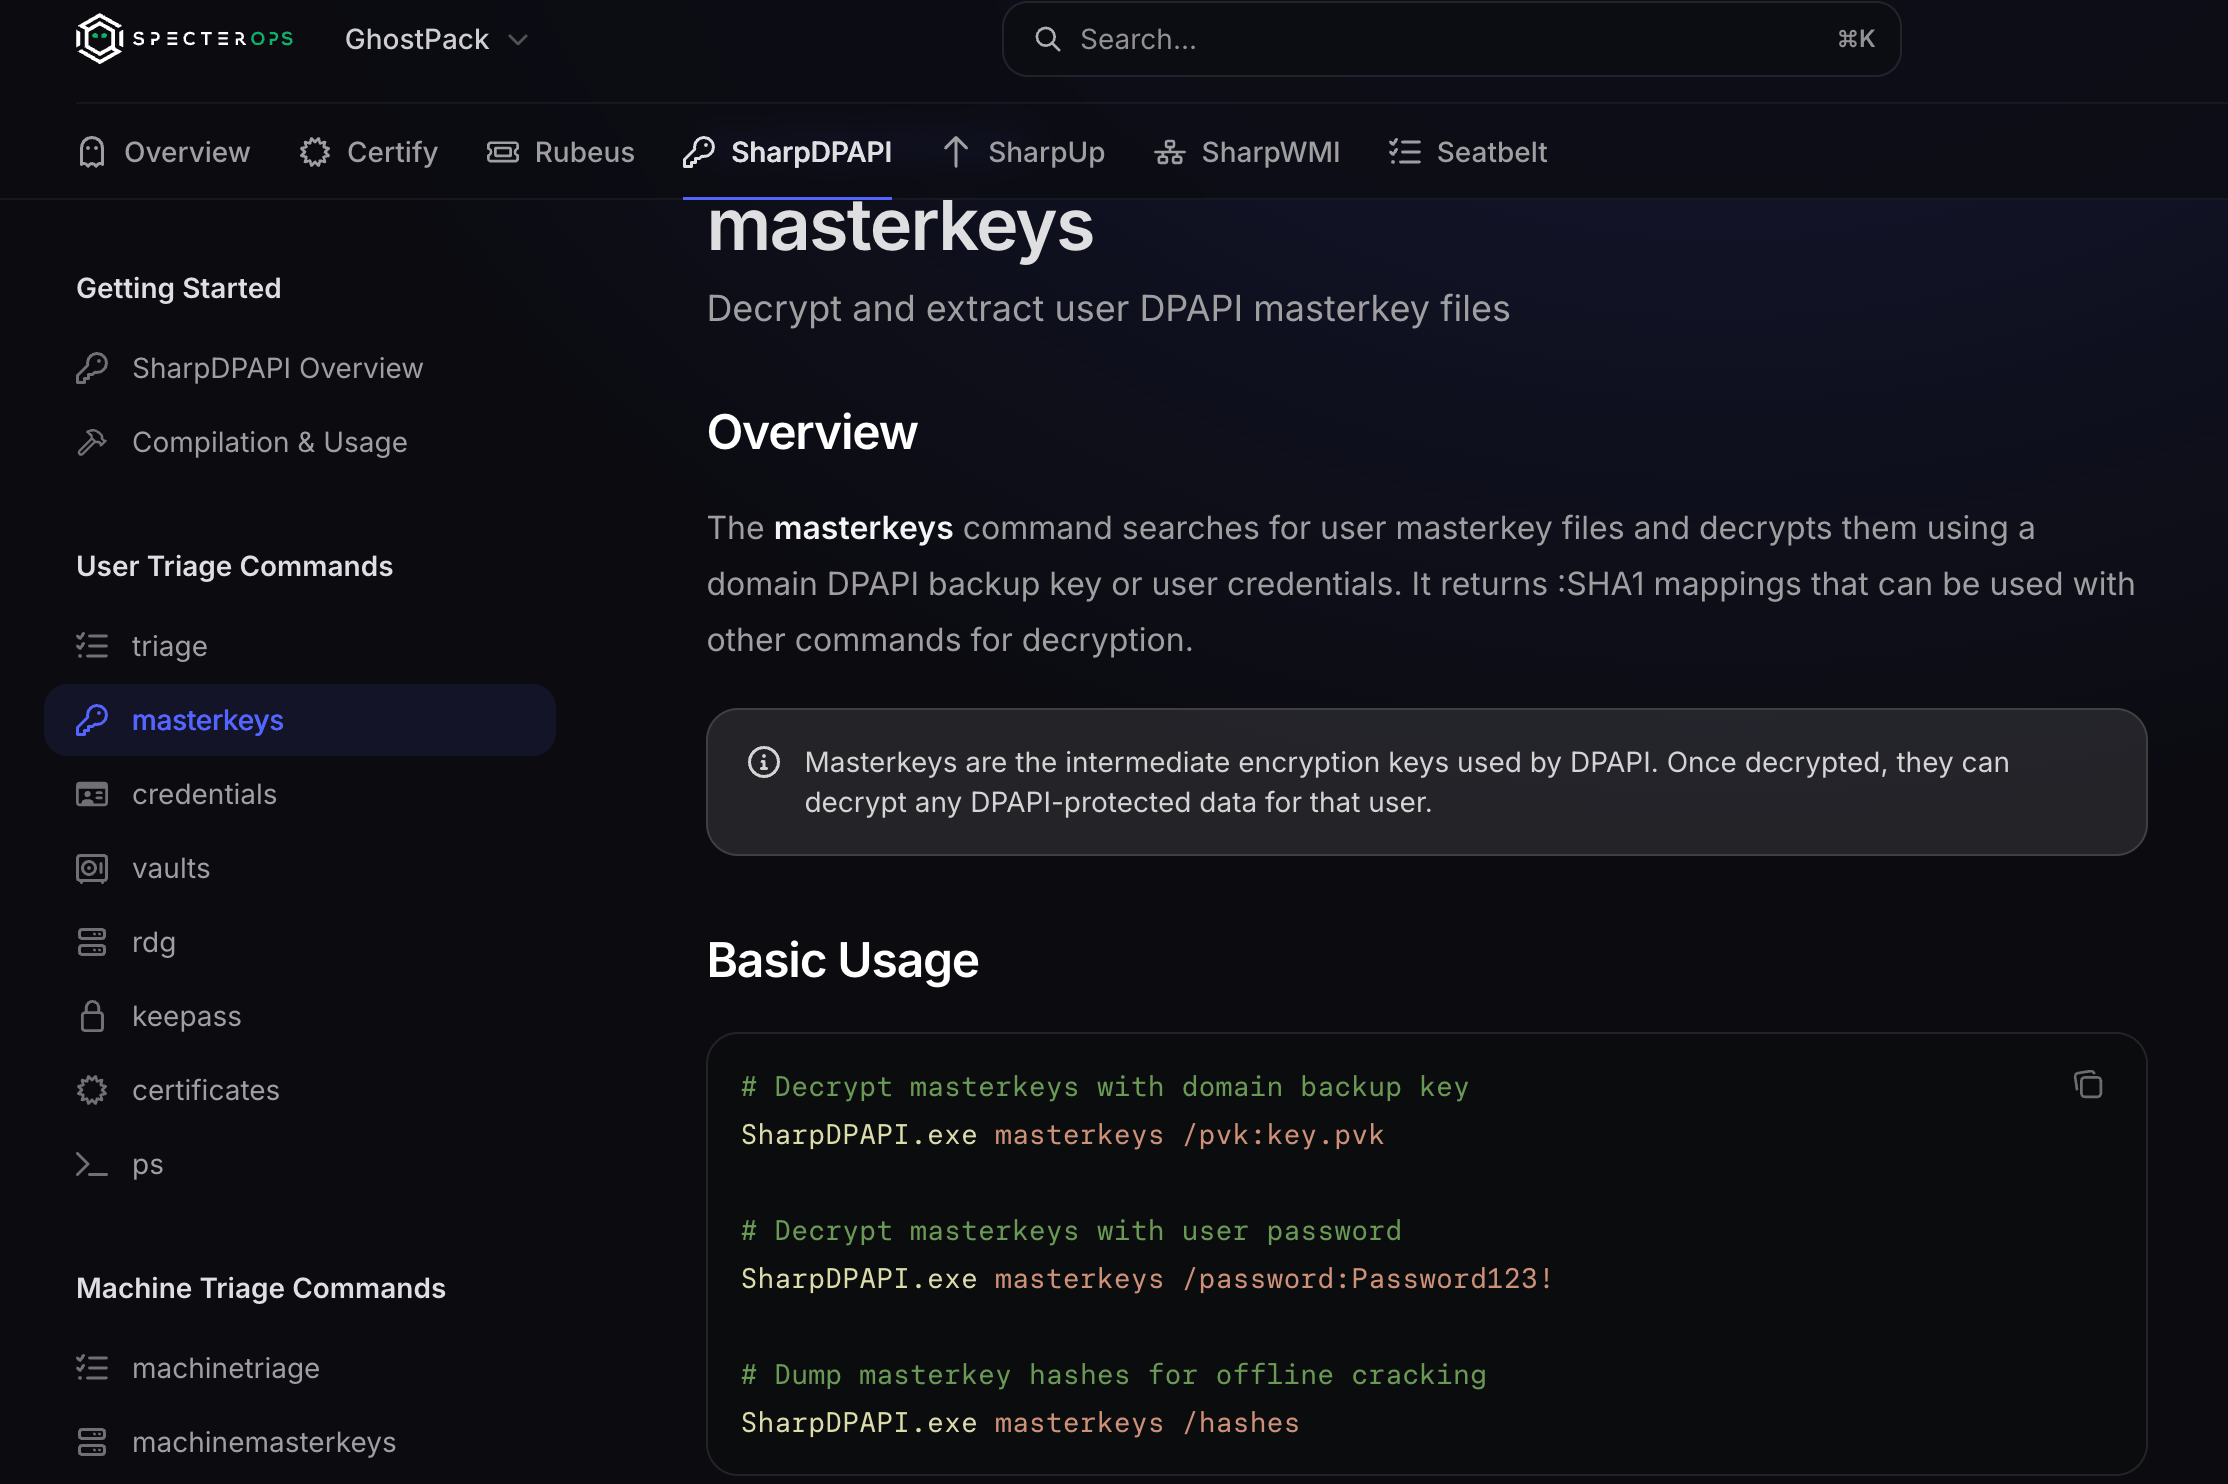 SPECTEROPS
GhostPack
Search...
⌘K
Overview
Certify
Rubeus
SharpDPAPI
SharpUp
SharpWMI
Seatbelt
Getting Started
SharpDPAPI Overview
Compilation & Usage
User Triage Commands
triage
masterkeys
credentials
vaults
rdg
keepass
certificates
ps
Machine Triage Commands
machinetriage
machinemasterkeys
masterkeys
Decrypt and extract user DPAPI masterkey files
Overview
The masterkeys command searches for user masterkey files and decrypts them using a
domain DPAPI backup key or user credentials. It returns :SHA1 mappings that can be used with
other commands for decryption.
Masterkeys are the intermediate encryption keys used by DPAPI. Once decrypted, they can
decrypt any DPAPI-protected data for that user.
Basic Usage
# Decrypt masterkeys with domain backup key
SharpDPAPI.exe masterkeys /pvk:key.pvk
# Decrypt masterkeys with user password
SharpDPAPI.exe masterkeys /password:Password123!
# Dump masterkey hashes for offline cracking
SharpDPAPI.exe masterkeys /hashes